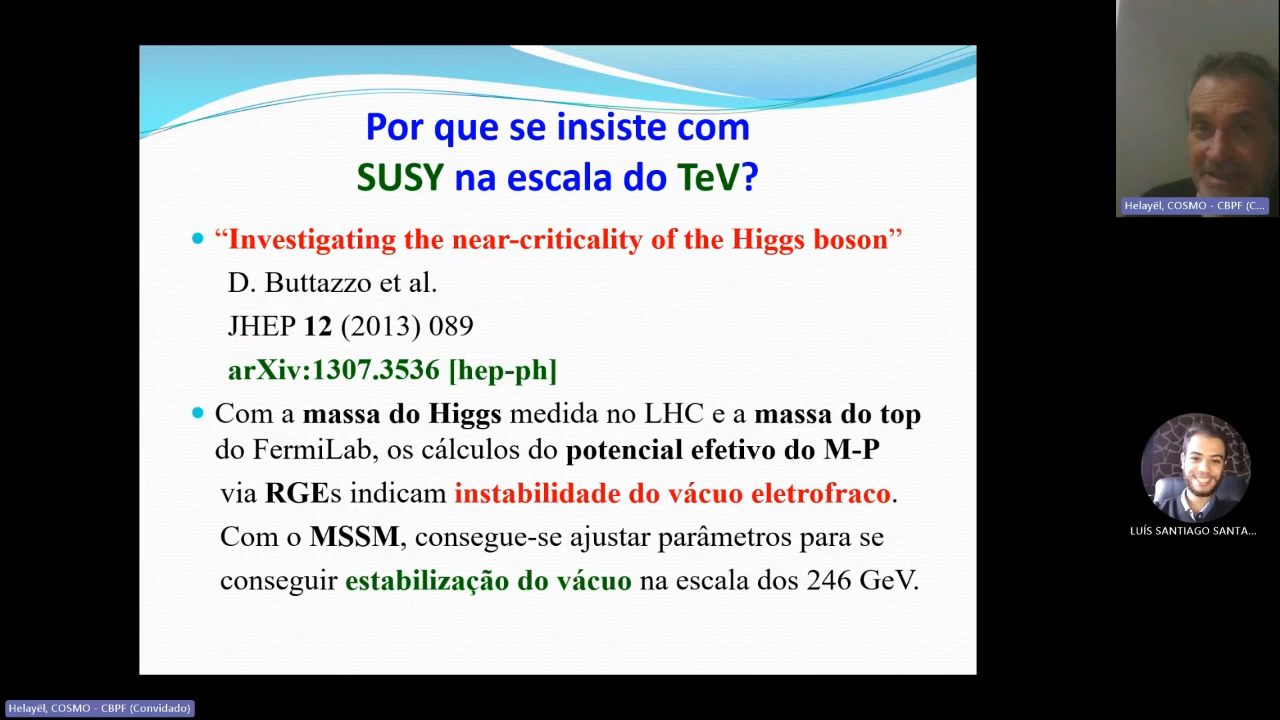 Por que se insiste com
SUSY na escala do TeV?
“Investigating the near-criticality of the Higgs boson”
D. Buttazzo et al.
JHEP 12 (2013) 089
arXiv:1307.3536 [hep-ph]
Com a massa do Higgs medida no LHC e a massa do top
do FermiLab, os cálculos do potencial efetivo do M-P
via RGEs indicam instabilidade do vácuo eletrofraco.
Com o MSSM, consegue-se ajustar parâmetros para se
conseguir estabilização do vácuo na escala dos 246 GeV.
Helayël, COSMO - CBPF (C...
LUÍS SANTIAGO SANTA...
Helayël, COSMO - CBPF (Convidado)